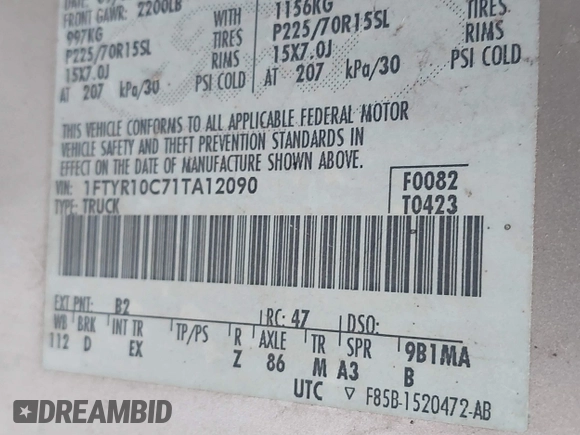 FRONT GAWR: 2200LB
997KG WITH
P225/70R15SL TIRES
15X7.0J RIMS
AT 207 kPa/30 PSI COLD
1156KG
P225/70R15SL TIRES
15X7.0J RIMS
AT 207 kPa/30 PSI COLD
THIS VEHICLE CONFORMS TO ALL APPLICABLE FEDERAL MOTOR
VEHICLE SAFETY AND THEFT PREVENTION STANDARDS IN
EFFECT ON THE DATE OF MANUFACTURE SHOWN ABOVE.
VIN: 1FTYR10C71TA12090
TYPE: TRUCK
F0082
T0423
EXT PNT: B2 RC: 47 DSO:
WB BRK INT TR TP/PS R AXLE TR SPR 9B1MA
112 D EX Z 86 M A3 B
UTC ▽ F85B-1520472-AB
DREAMBID